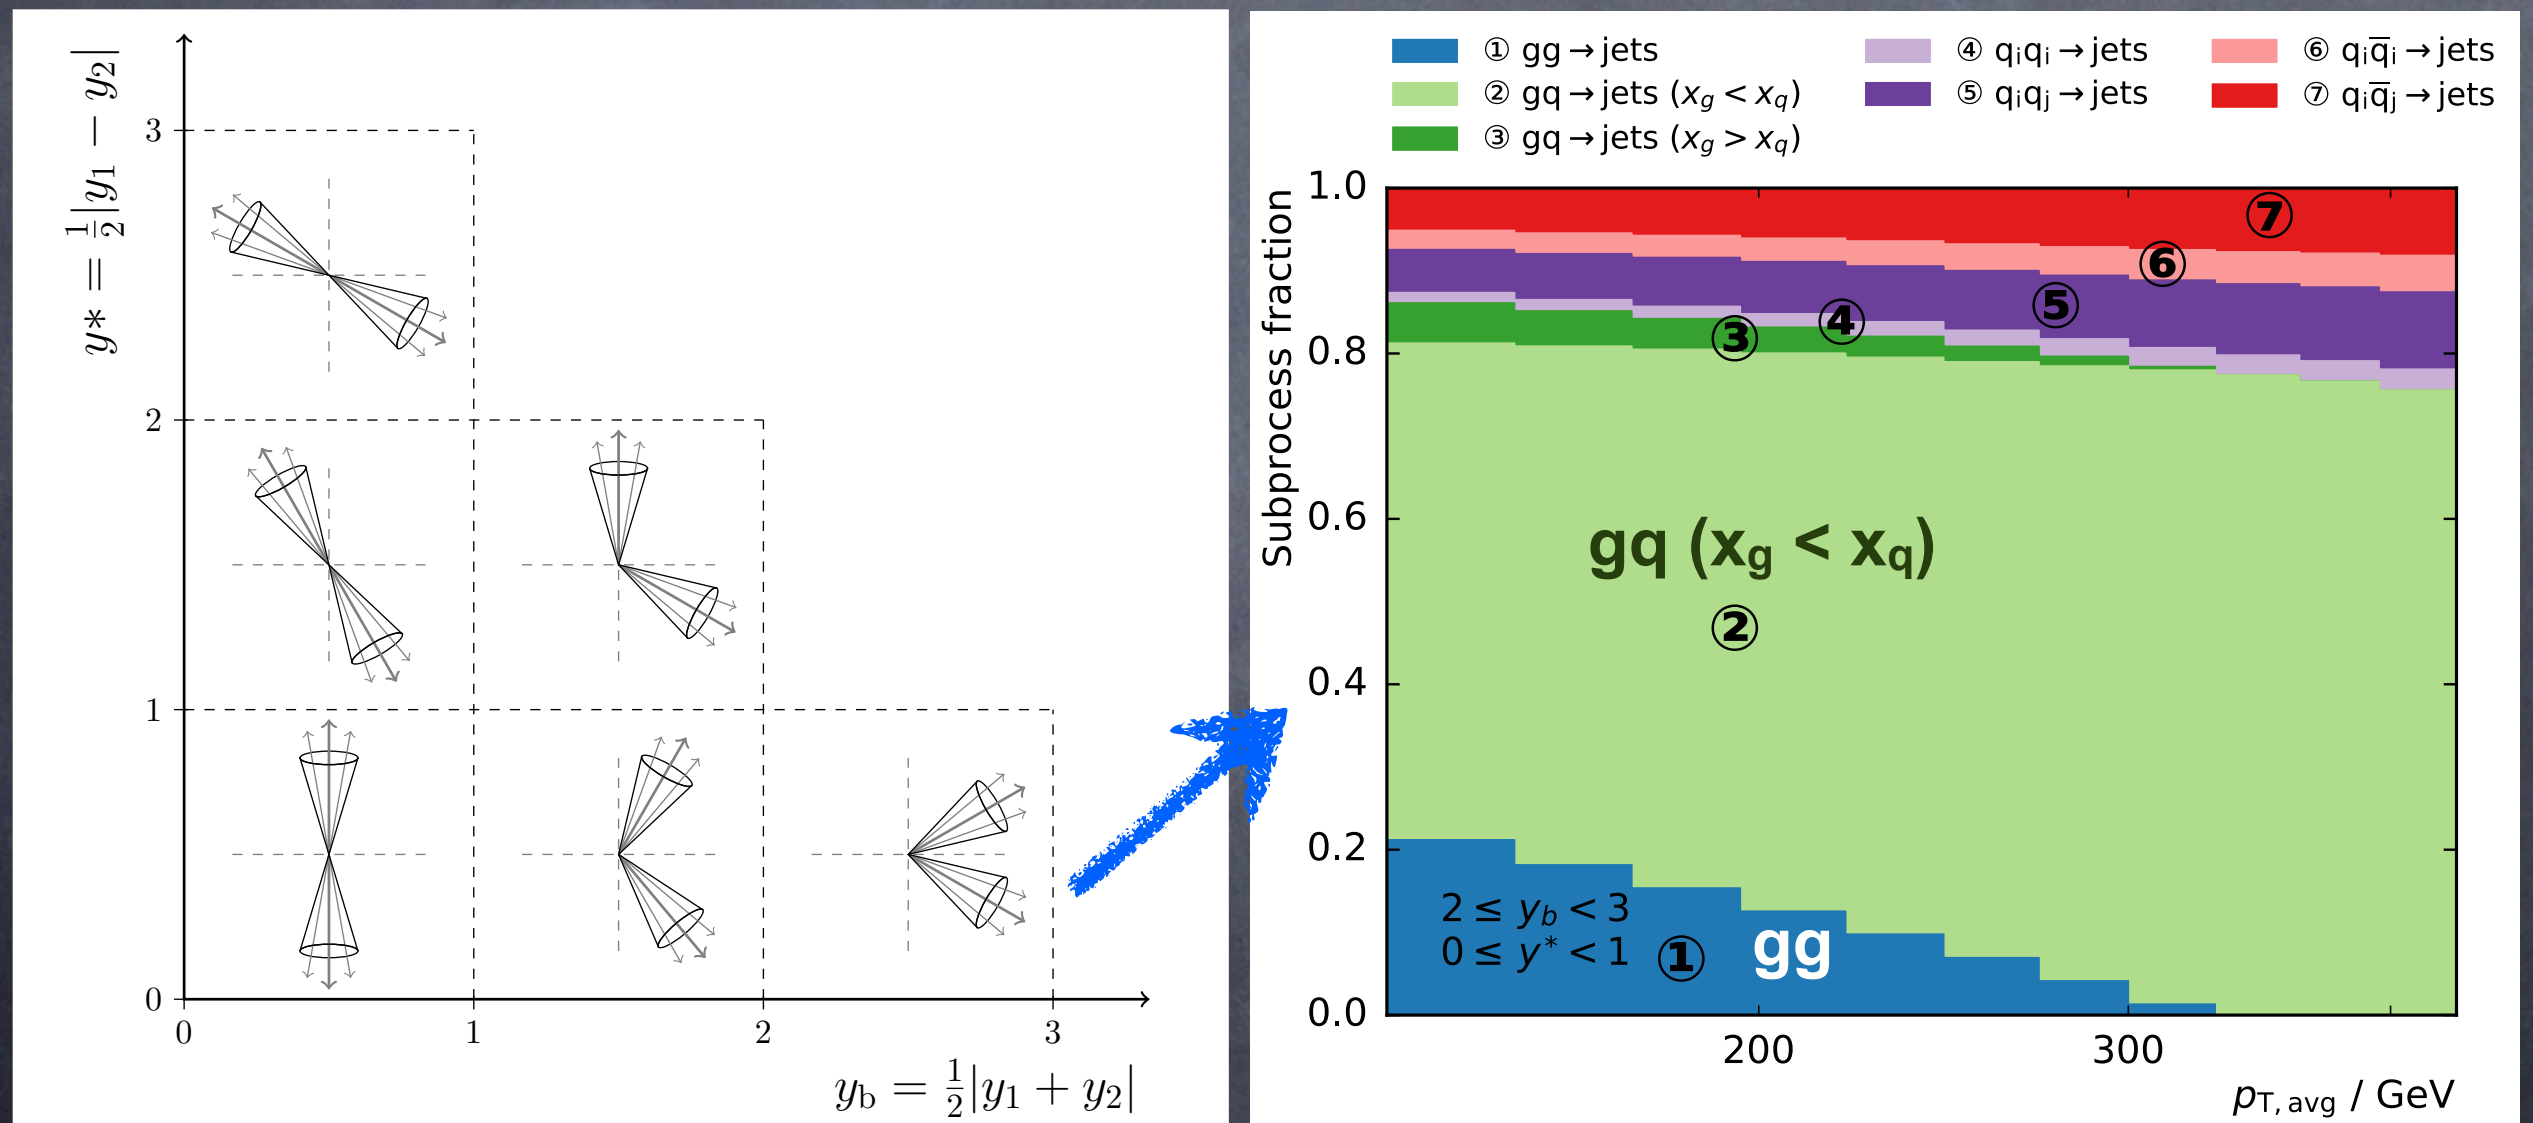 y* = ½|y₁ − y₂|
3
2
1
0
0 1 2 3
y_b = ½|y₁ + y₂|
① gg → jets
② gq → jets (x_g < x_q)
③ gq → jets (x_g > x_q)
④ qᵢqᵢ → jets
⑤ qᵢqⱼ → jets
⑥ qᵢq̅ᵢ → jets
⑦ qᵢq̅ⱼ → jets
Subprocess fraction
1.0
0.8
0.6
0.4
0.2
0.0
⑦
⑥
⑤
④
③
gq (x_g < x_q)
②
2 ≤ y_b < 3
0 ≤ y* < 1
①
gg
200 300
p_T, avg / GeV